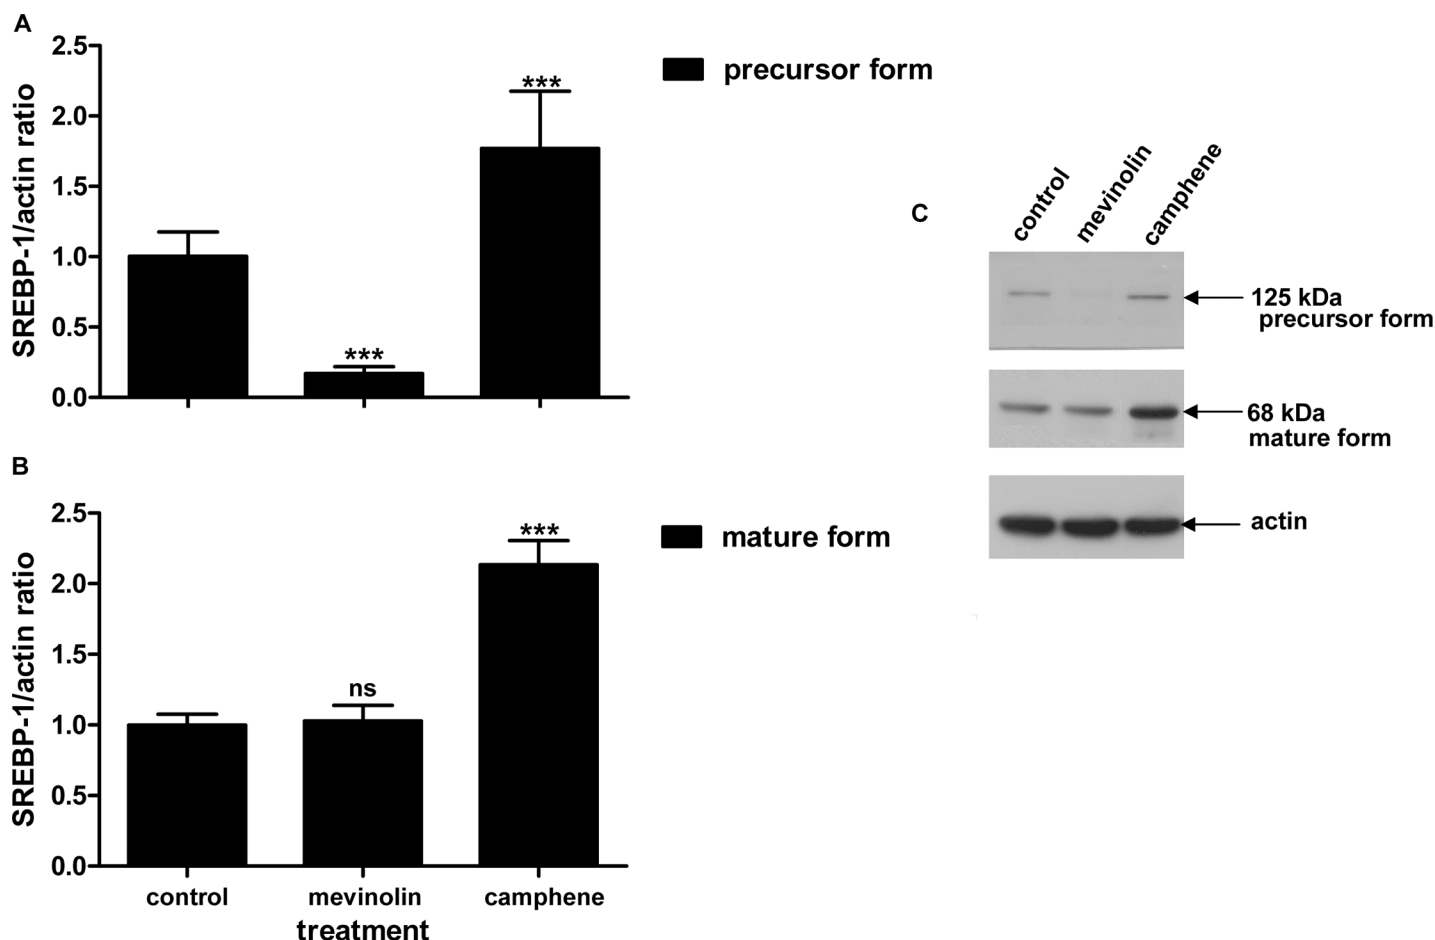 A
2.5
2.0
1.5
1.0
0.5
0.0
SREBP-1/actin ratio
***
***
precursor form
B
2.5
2.0
1.5
1.0
0.5
0.0
SREBP-1/actin ratio
ns
***
mature form
control mevinolin camphene
treatment
C
control mevinolin camphene
125 kDa
precursor form
68 kDa
mature form
actin